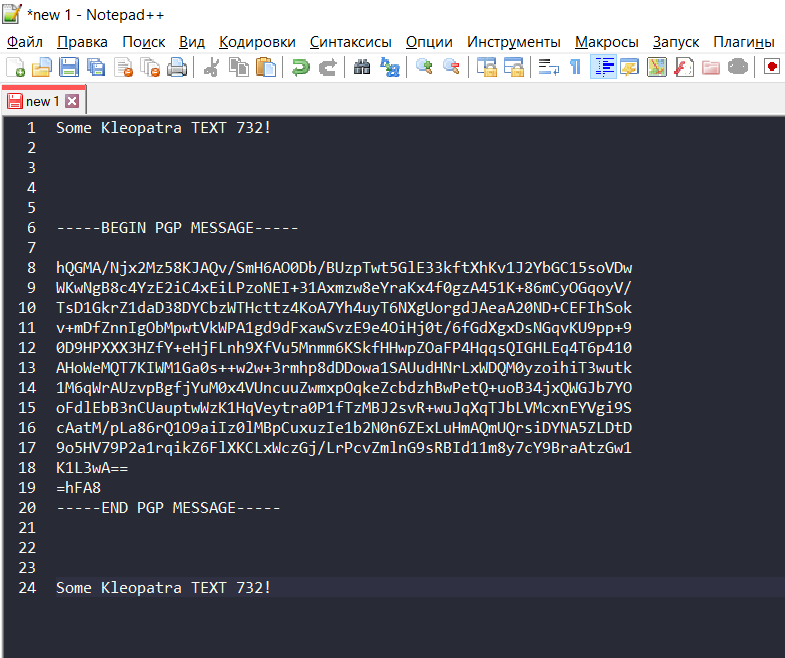 *new 1 - Notepad++
Файл Правка Поиск Вид Кодировки Синтаксисы Опции Инструменты Макросы Запуск Плагины
new 1
1 Some Kleopatra TEXT 732!
2
3
4
5
6 -----BEGIN PGP MESSAGE-----
7
8 hQGMA/Njx2Mz58KJAQv/SmH6AO0Db/BUzpTwt5GlE33kftXhKv1J2YbGC15soVDw
9 WKwNgB8c4YzE2iC4xEiLPzoNEI+31Axmzw8eYraKx4f0gzA451K+86mCyOGqoyV/
10 TsD1GkrZ1daD38DYCbzWTHcttz4KoA7Yh4uyT6NXgUorgdJAeaA20ND+CEFIhSok
11 v+mDfZnnIgObMpwtVkWPA1gd9dFxawSvzE9e4OiHj0t/6fGdXgxDsNGqvKU9pp+9
12 0D9HPXXX3HZfY+eHjFLnh9XfVu5Mnmm6KSkfHHwpZOaFP4HqqsQIGHLEq4T6p410
13 AHoWeMQT7KIWM1Ga0s++w2w+3rmhp8dDDowa1SAUudHNrLxWDQM0yzoihiT3wutk
14 1M6qWrAUzvpBgfjYuM0x4VUncuuZwmxpOqkeZcbdzhBwPetQ+uoB34jxQWGJb7YO
15 oFdlEbB3nCUauptwWzK1HqVeytra0P1fTzMBJ2svR+wuJqXqTJbLVMcxnEYVgi9S
16 cAatM/pLa86rQ1O9aiIz0lMBpCuxuzIe1b2N0n6ZExLuHmAQmUQrsiDYNA5ZLDtD
17 9o5HV79P2a1rqikZ6FlXKCLxWczGj/LrPcvZmlnG9sRBId11m8y7cY9BraAtzGw1
18 K1L3wA==
19 =hFA8
20 -----END PGP MESSAGE-----
21
22
23
24 Some Kleopatra TEXT 732!